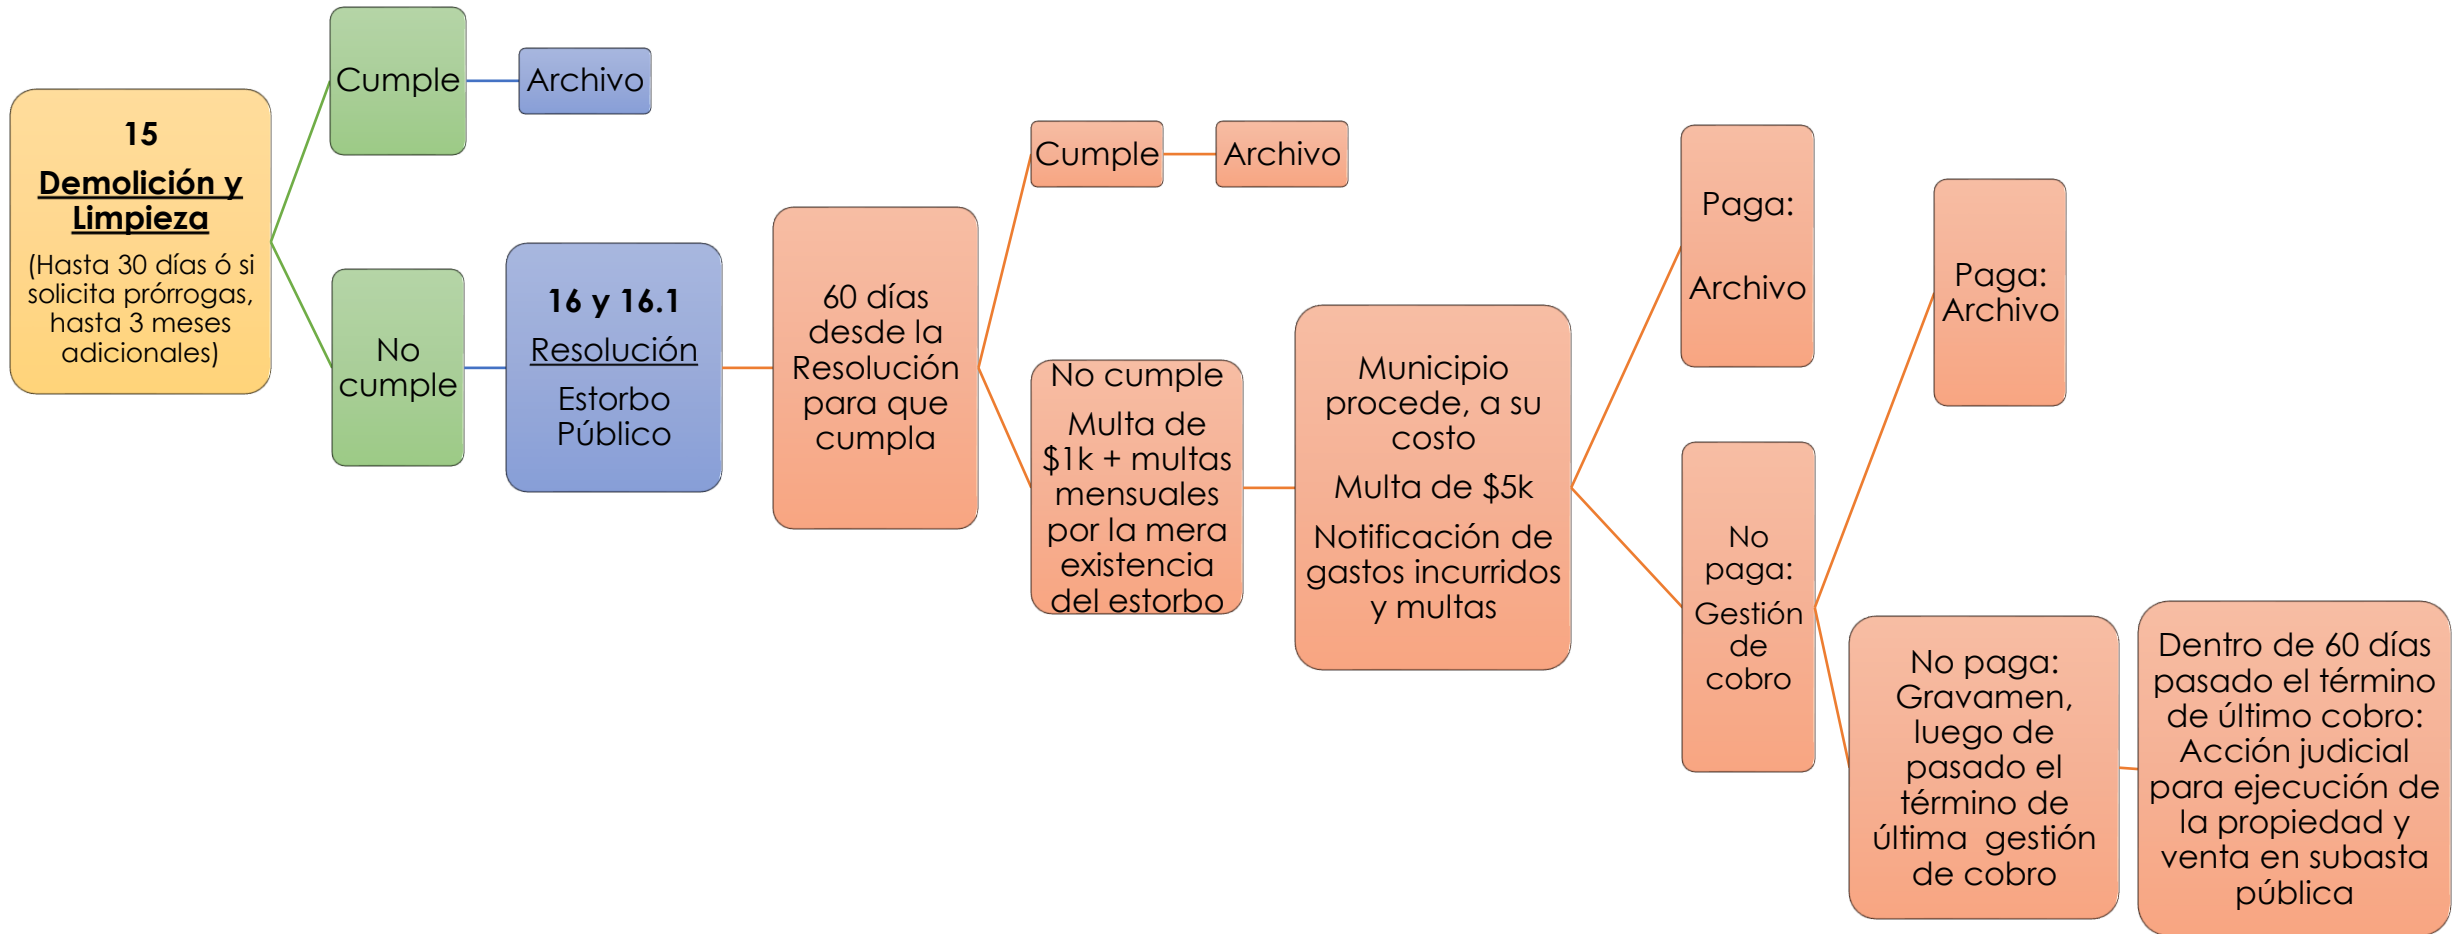 15
Demolición y
Limpieza
(Hasta 30 días ó si
solicita prórrogas,
hasta 3 meses
adicionales)
Cumple
Archivo
No
cumple
16 y 16.1
Resolución
Estorbo
Público
60 días
desde la
Resolución
para que
cumpla
Cumple
Archivo
No cumple
Multa de
$1k + multas
mensuales
por la mera
existencia
del estorbo
Municipio
procede, a su
costo
Multa de $5k
Notificación de
gastos incurridos
y multas
Paga:
Archivo
No
paga:
Gestión
de
cobro
Paga:
Archivo
No paga:
Gravamen,
luego de
pasado el
término de
última  gestión
de cobro
Dentro de 60 días
pasado el término
de último cobro:
Acción judicial
para ejecución de
la propiedad y
venta en subasta
pública